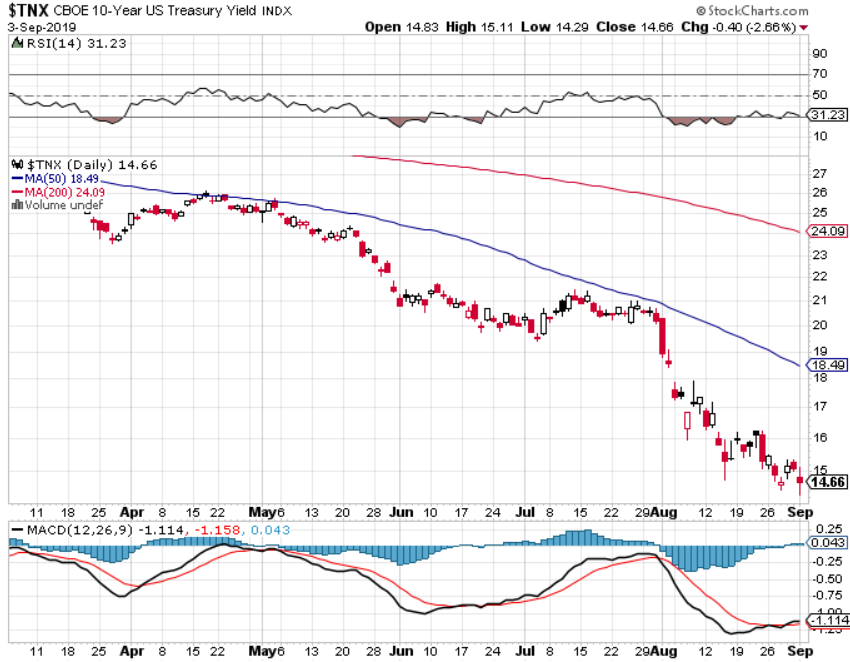 $TNX CBOE 10-Year US Treasury Yield INDX © StockCharts.com
3-Sep-2019 Open 14.83 High 15.11 Low 14.29 Close 14.66 Chg -0.40 (-2.66%)
RSI(14) 31.23
90
70
50
31.23
10
$TNX (Daily) 14.66
MA(50) 18.49
MA(200) 24.09
Volume undef
27
26
25
24.09
23
22
21
20
19
18.49
18
17
16
15
14.66
11 18 25 Apr 8 15 22 May 6 13 20 28 Jun 10 17 24 Jul 8 15 22 29 Aug 12 19 26 Sep
MACD(12,26,9) -1.114, -1.158, 0.043
0.25
0.043
-0.25
-0.50
-0.75
-1.00
-1.114
-1.25
11 18 25 Apr 8 15 22 May 6 13 20 28 Jun 10 17 24 Jul 8 15 22 29 Aug 12 19 26 Sep